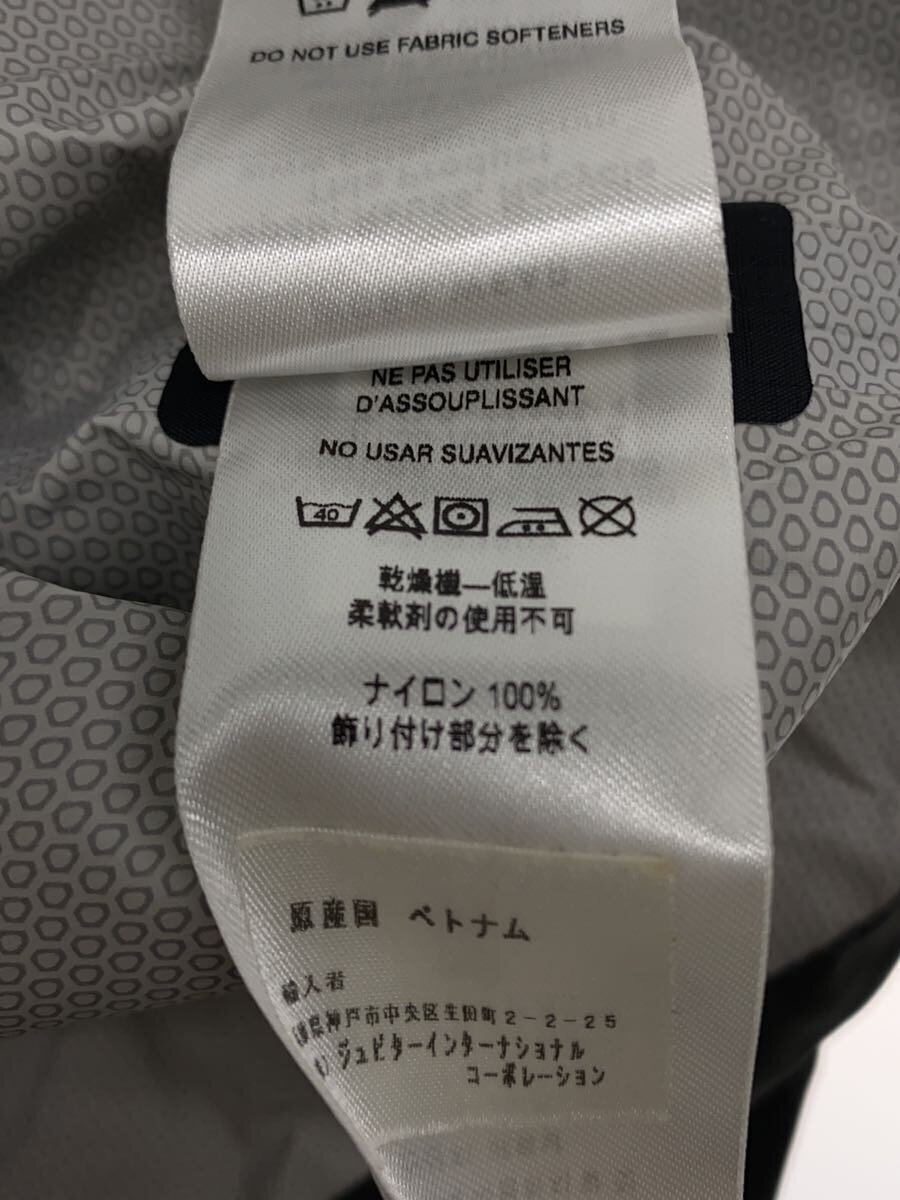 DO NOT USE FABRIC SOFTENERS
NE PAS UTILISER
D'ASSOUPLISSANT
NO USAR SUAVIZANTES
40
乾燥機—低温
柔軟剤の使用不可
ナイロン 100%
飾り付け部分を除く
原産国 ベトナム
輸入者
庫県神戸市中央区生田町2-2-25
ジュピターインターナショナル
コーポレーション